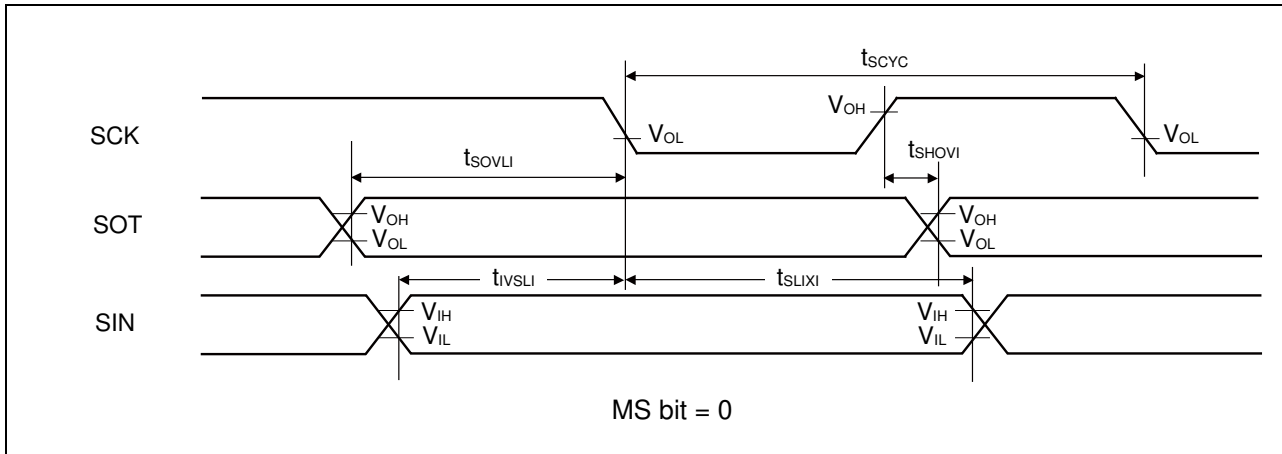 tSCYC
SCK
VOH
VOL
VOL
tSOVLI
tSHOVI
SOT
VOH
VOL
VOH
VOL
tIVSLI
tSLIXI
SIN
VIH
VIL
VIH
VIL
MS bit = 0